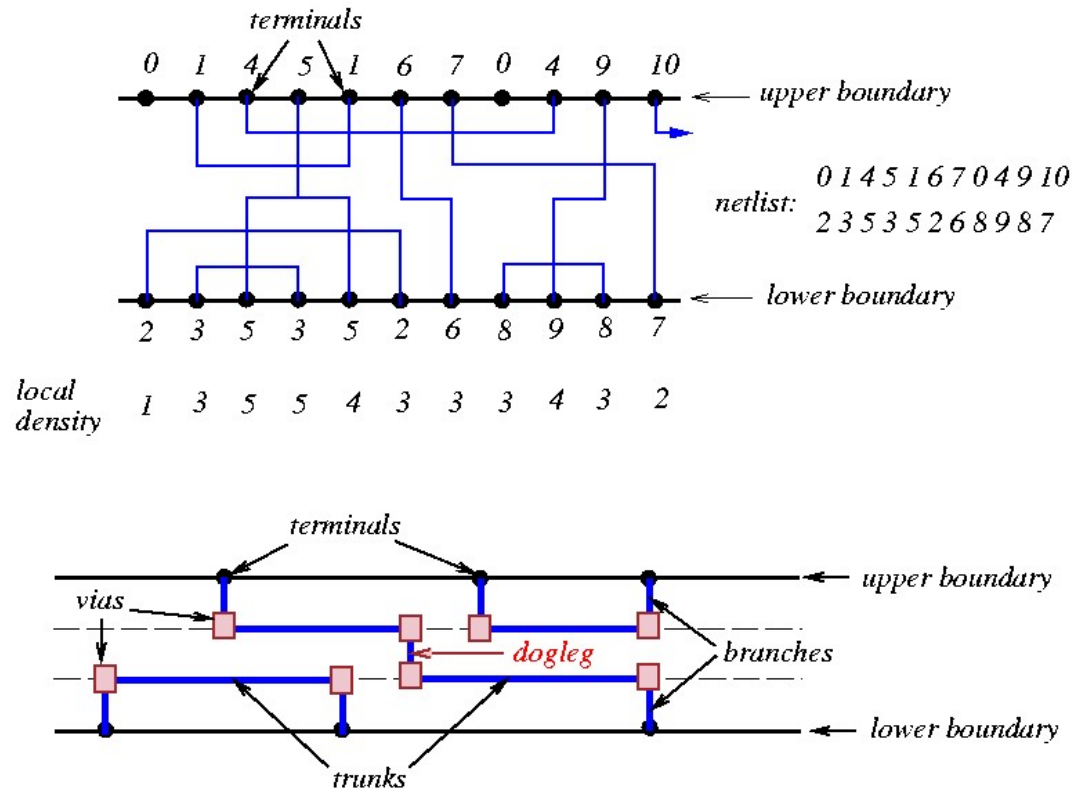 terminals
0 1 4 5 1 6 7 0 4 9 10
upper boundary
netlist: 0 1 4 5 1 6 7 0 4 9 10
2 3 5 3 5 2 6 8 9 8 7
lower boundary
2 3 5 3 5 2 6 8 9 8 7
local
density
1 3 5 5 4 3 3 3 4 3 2
terminals
upper boundary
vias
dogleg
branches
lower boundary
trunks